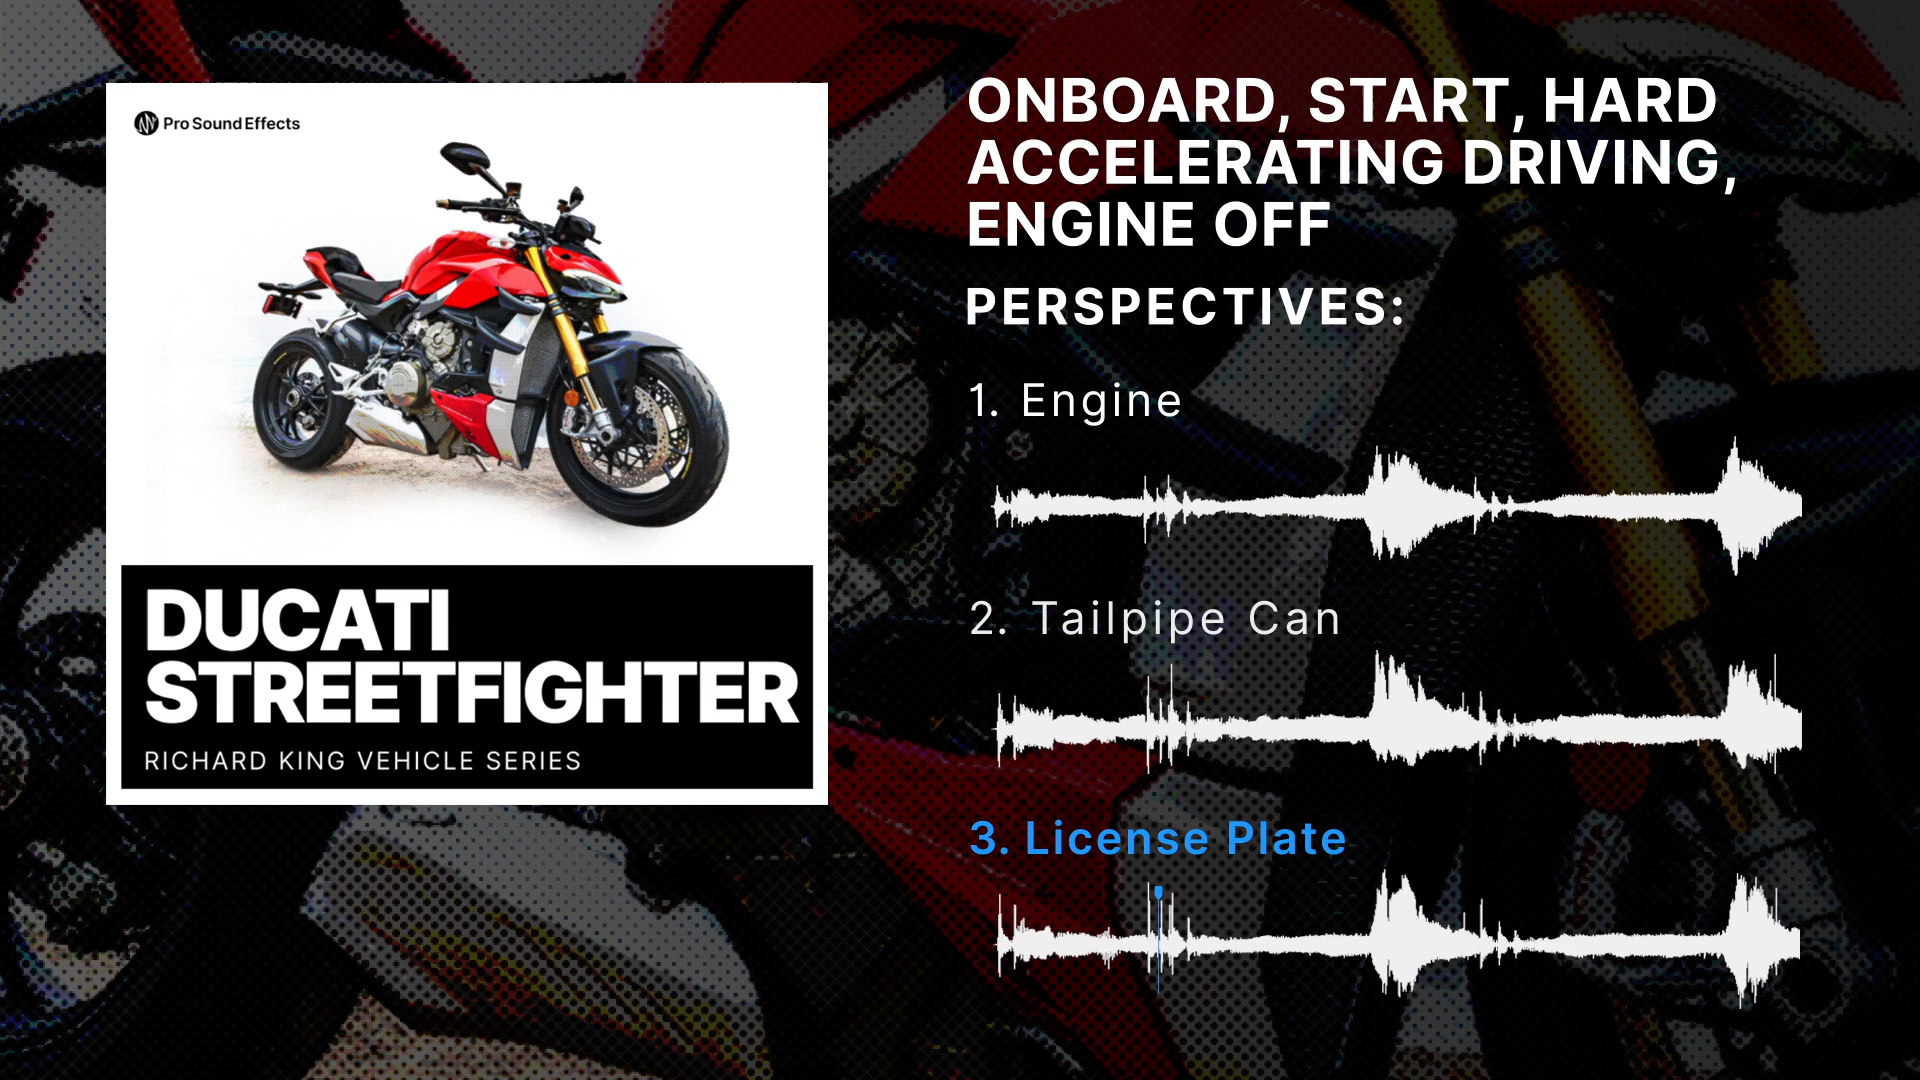 Pro Sound Effects
DUCATI
STREETFIGHTER
RICHARD KING VEHICLE SERIES
ONBOARD, START, HARD
ACCELERATING DRIVING,
ENGINE OFF
PERSPECTIVES:
1. Engine
2. Tailpipe Can
3. License Plate